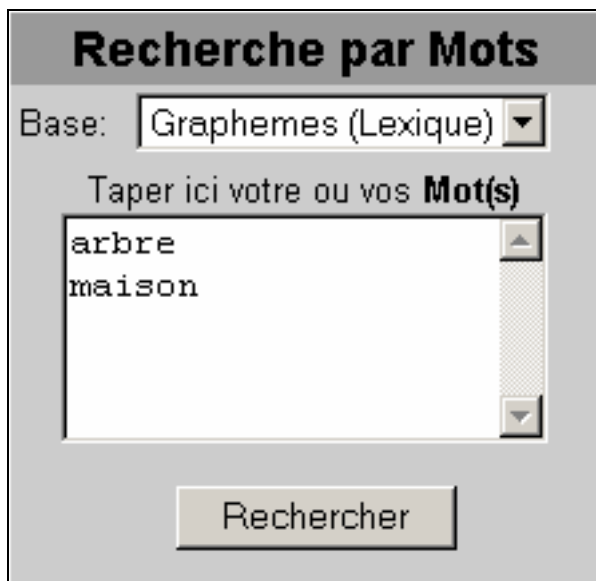 Recherche par Mots
Base: Graphemes (Lexique)
Taper ici votre ou vos Mot(s)
arbre
maison
Rechercher